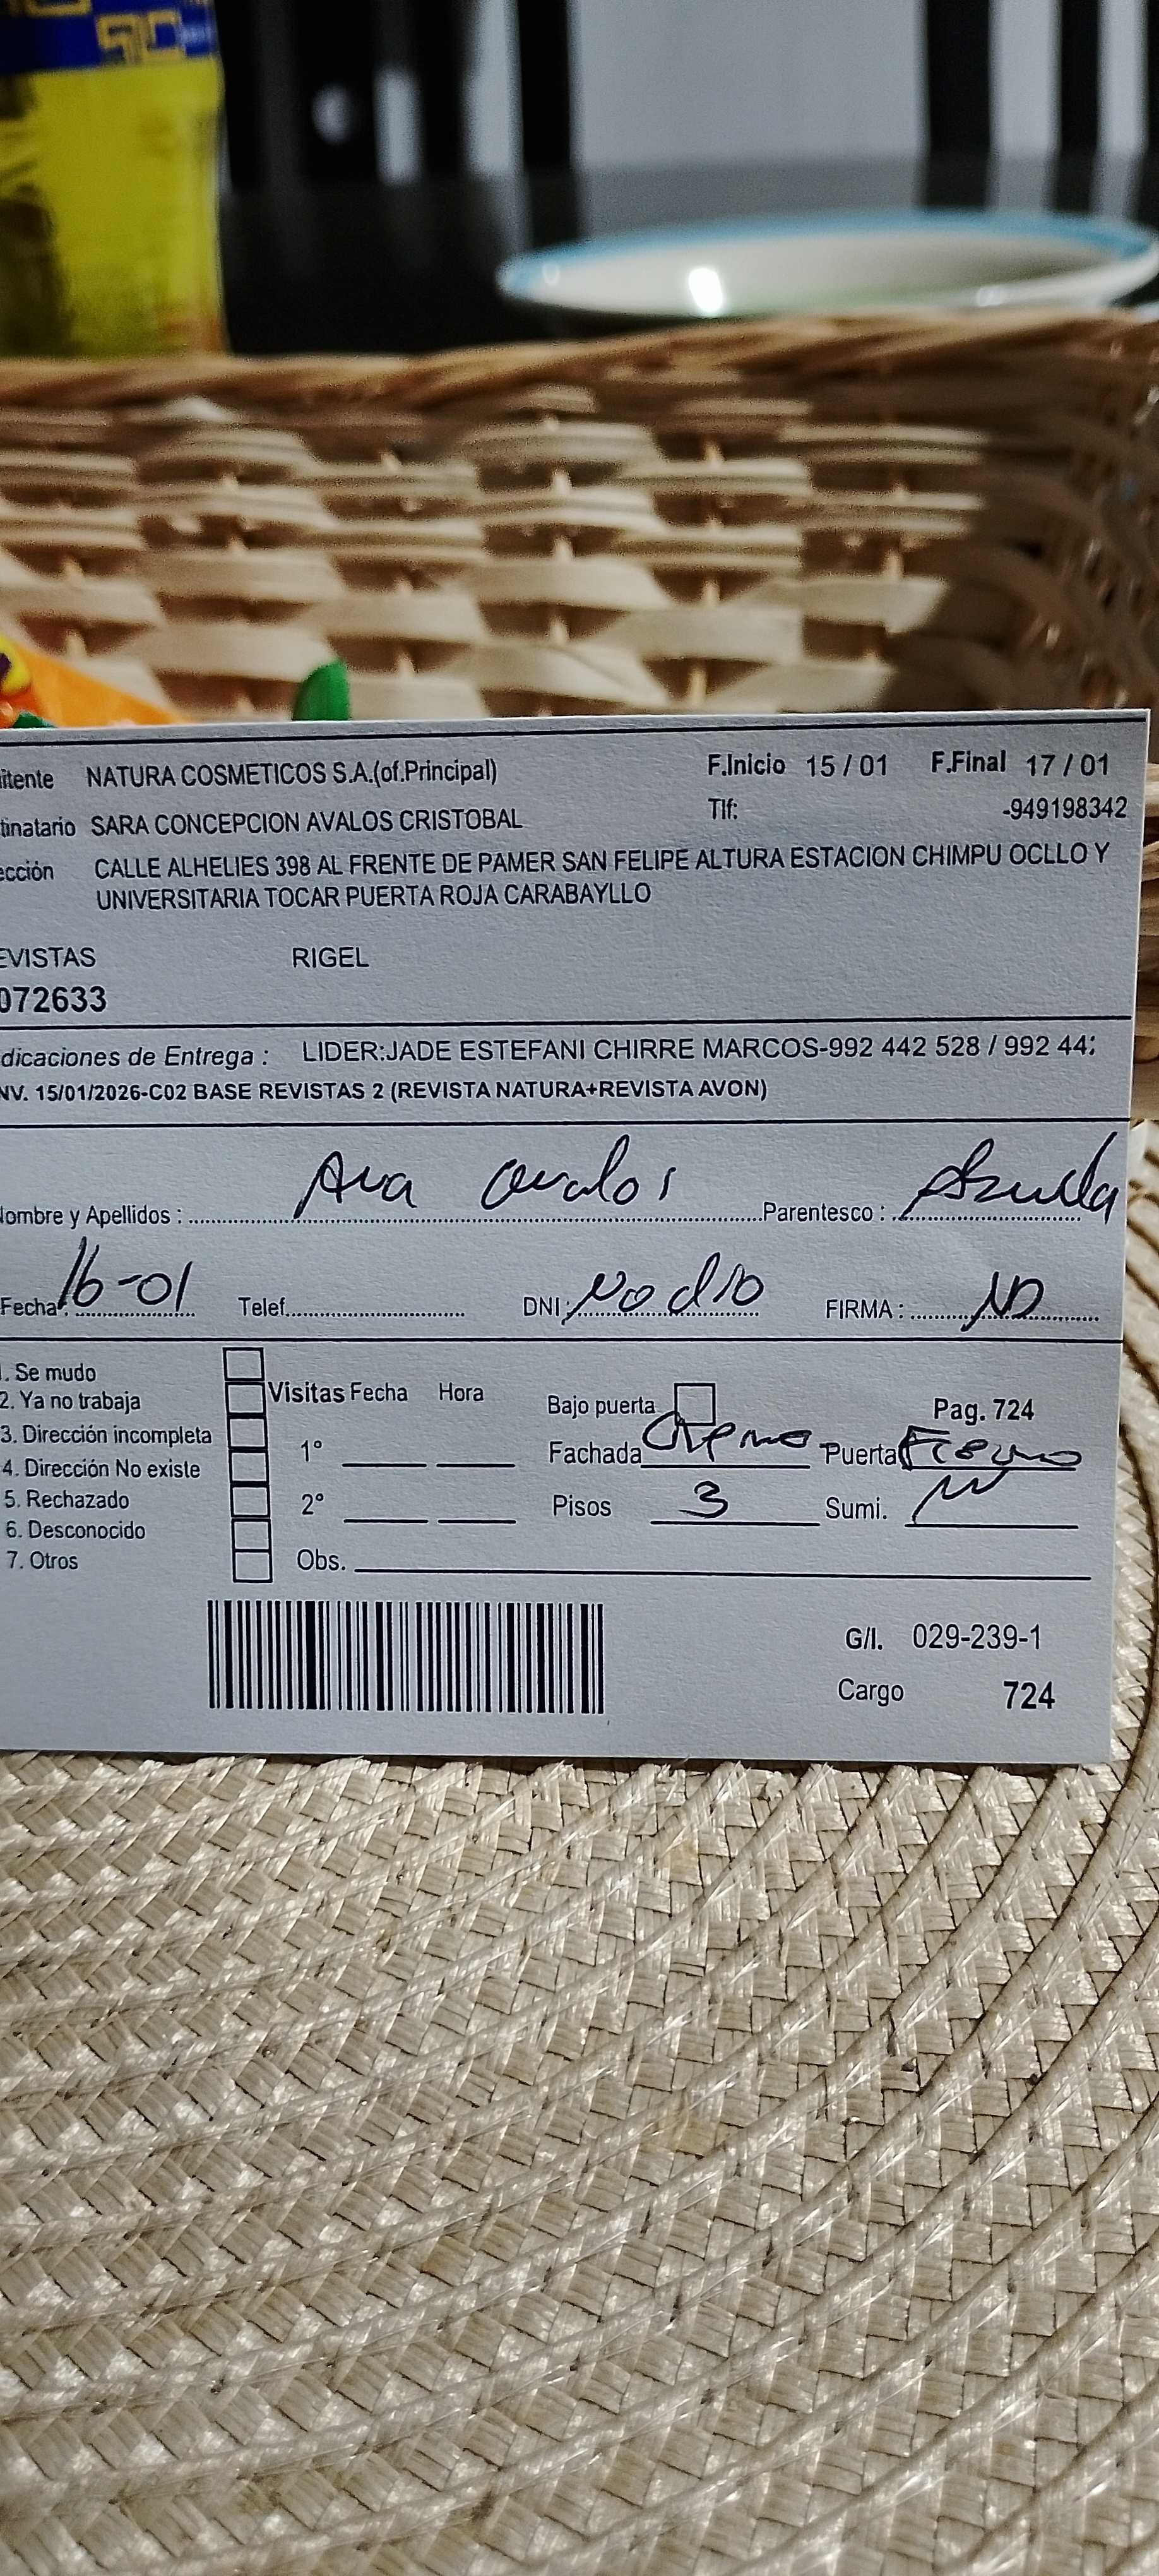 itente NATURA COSMETICOS S.A.(of.Principal) F.Inicio 15 / 01 F.Final 17 / 01
tinatario SARA CONCEPCION AVALOS CRISTOBAL Tlf: -949198342
ección CALLE ALHELIES 398 AL FRENTE DE PAMER SAN FELIPE ALTURA ESTACION CHIMPU OCLLO Y
UNIVERSITARIA TOCAR PUERTA ROJA CARABAYLLO
EVISTAS RIGEL
072633
dicaciones de Entrega : LIDER:JADE ESTEFANI CHIRRE MARCOS-992 442 528 / 992 44
NV. 15/01/2026-C02 BASE REVISTAS 2 (REVISTA NATURA+REVISTA AVON)
Nombre y Apellidos : Ana Avalos Parentesco :
Fecha : 16-01 Telef. DNI: no dio FIRMA : ND
1. Se mudo
2. Ya no trabaja Visitas Fecha Hora Bajo puerta Pag. 724
3. Dirección incompleta 1° Fachada Crema Puerta Fierro
4. Dirección No existe
5. Rechazado 2° Pisos 3 Sumi.
6. Desconocido
7. Otros Obs.
G/I. 029-239-1
Cargo 724